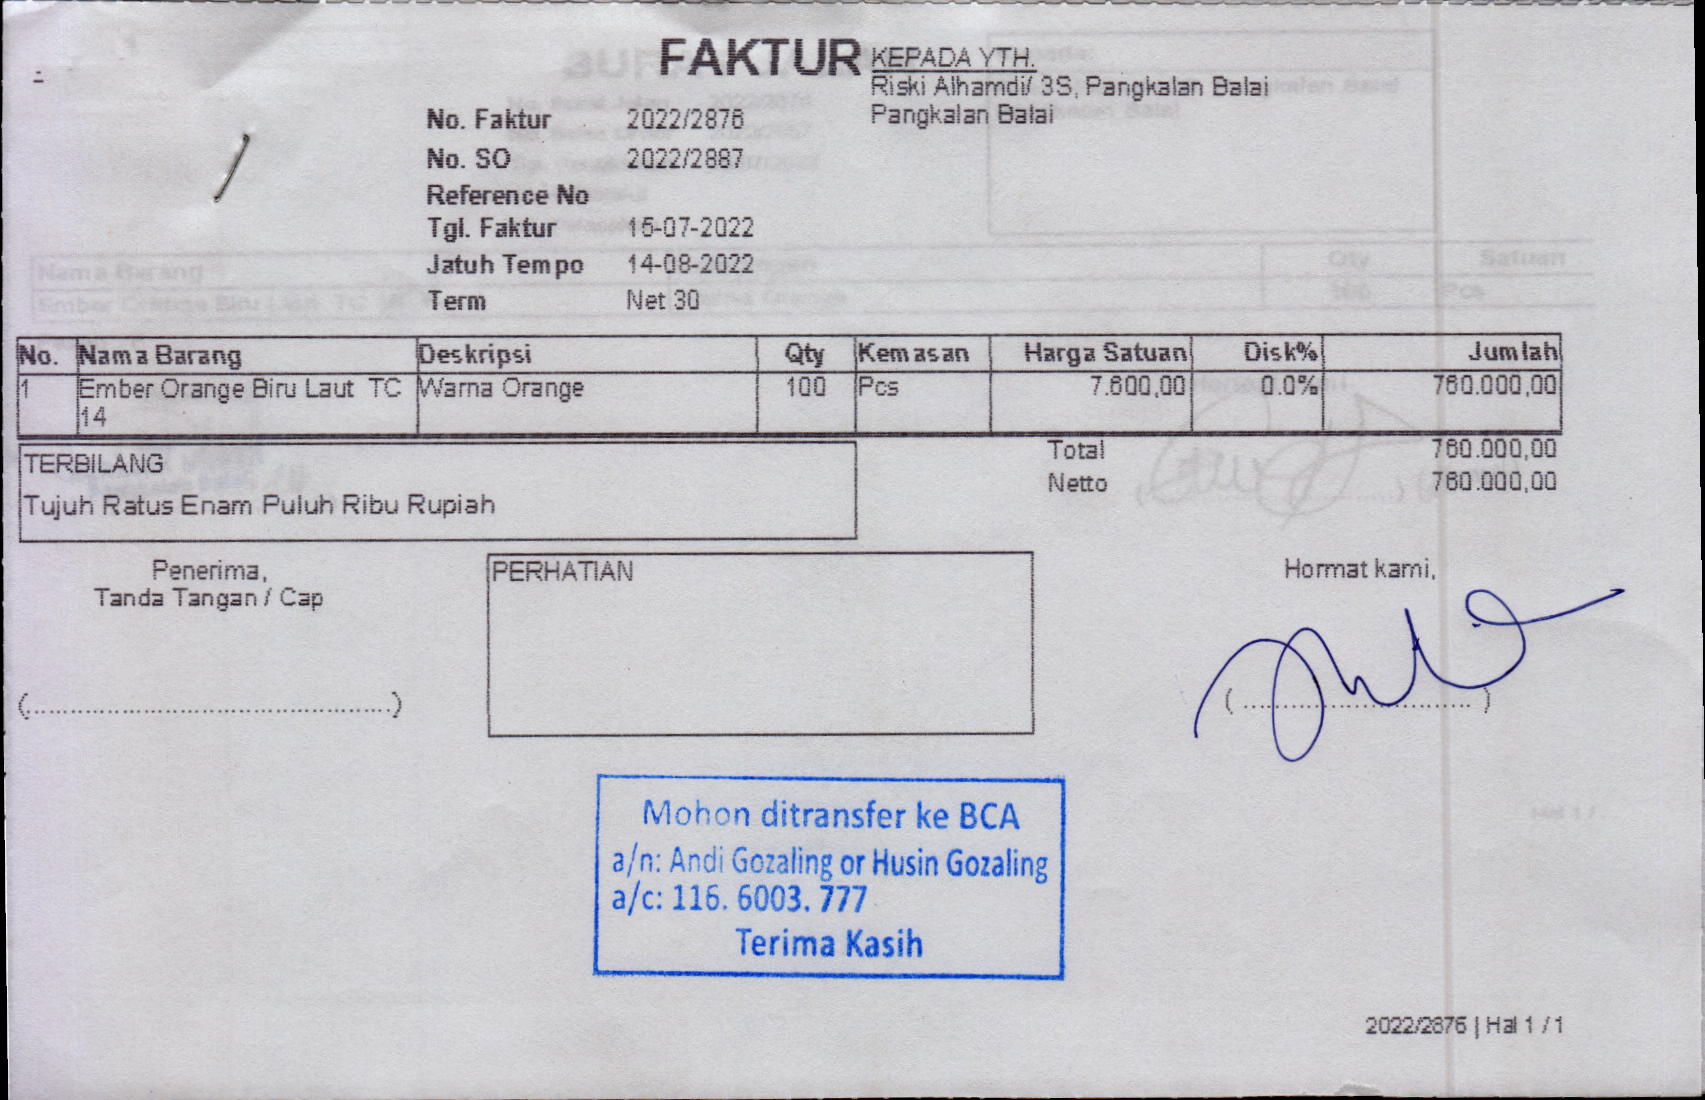 FAKTUR
KEPADA YTH.
Riski Alhamdi/ 3S, Pangkalan Balai
Pangkalan Balai
No. Faktur 2022/2876
No. SO 2022/2887
Reference No
Tgl. Faktur 15-07-2022
Jatuh Tempo 14-08-2022
Term Net 30
No. Nama Barang Deskripsi Qty Kemasan Harga Satuan Disk% Jumlah
1 Ember Orange Biru Laut TC Warna Orange 100 Pcs 7.600,00 0.0% 760.000,00
14
Total 760.000,00
Netto 760.000,00
TERBILANG
Tujuh Ratus Enam Puluh Ribu Rupiah
Penerima,
Tanda Tangan / Cap
(...............................................)
PERHATIAN
Hormat kami,
(...............................)
Mohon ditransfer ke BCA
a/n: Andi Gozaling or Husin Gozaling
a/c: 116. 6003. 777
Terima Kasih
2022/2876 | Hal 1 / 1